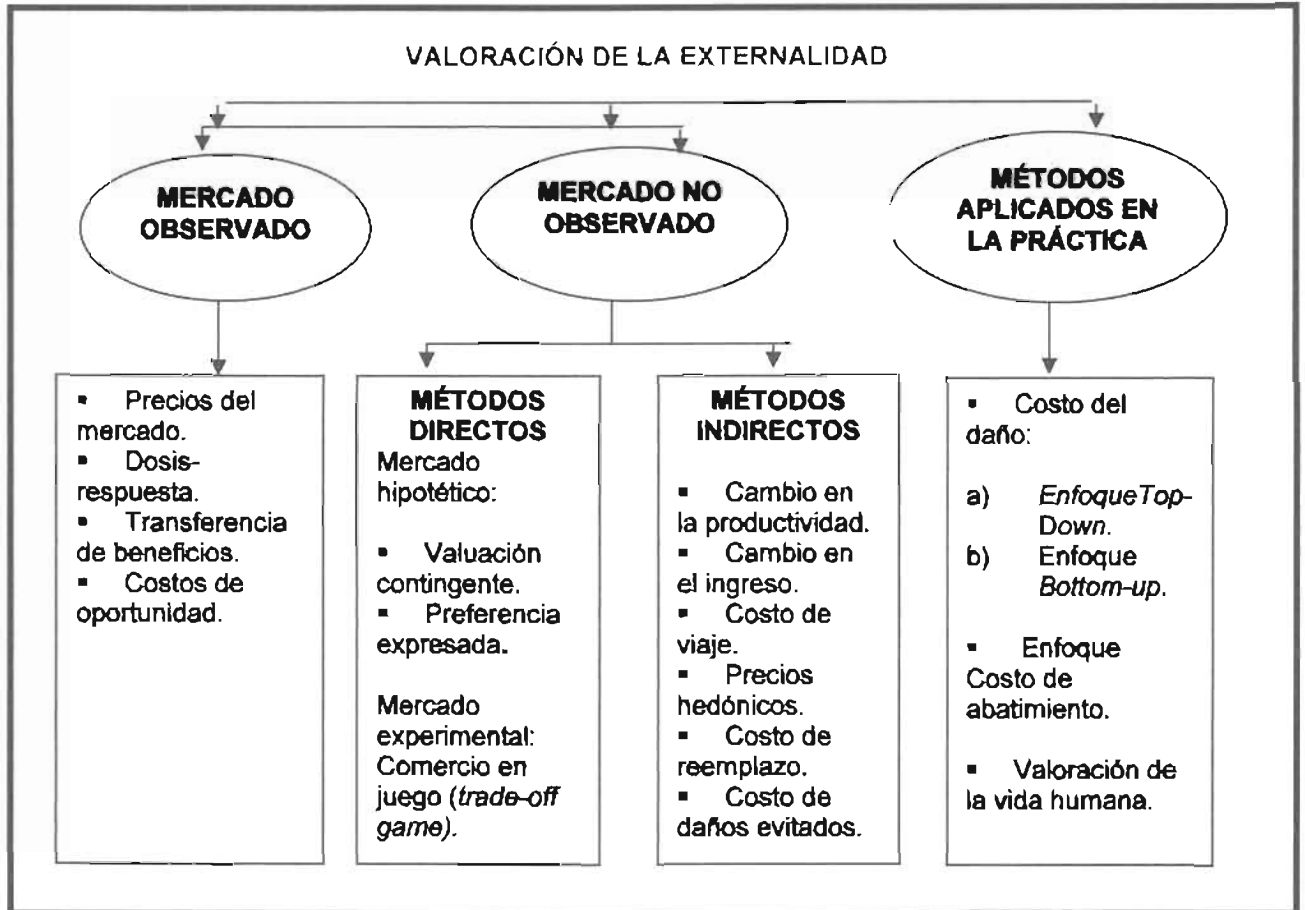 VALORACIÓN DE LA EXTERNALIDAD
MERCADO
OBSERVADO
MERCADO NO
OBSERVADO
MÉTODOS
APLICADOS EN
LA PRÁCTICA
▪ Precios del
mercado.
▪ Dosis-
respuesta.
▪ Transferencia
de beneficios.
▪ Costos de
oportunidad.
MÉTODOS
DIRECTOS
Mercado
hipotético:
▪ Valuación
contingente.
▪ Preferencia
expresada.
Mercado
experimental:
Comercio en
juego (trade-off
game).
MÉTODOS
INDIRECTOS
▪ Cambio en
la productividad.
▪ Cambio en
el ingreso.
▪ Costo de
viaje.
▪ Precios
hedónicos.
▪ Costo de
reemplazo.
▪ Costo de
daños evitados.
▪ Costo del
daño:
a) EnfoqueTop-
Down.
b) Enfoque
Bottom-up.
▪ Enfoque
Costo de
abatimiento.
▪ Valoración de
la vida humana.